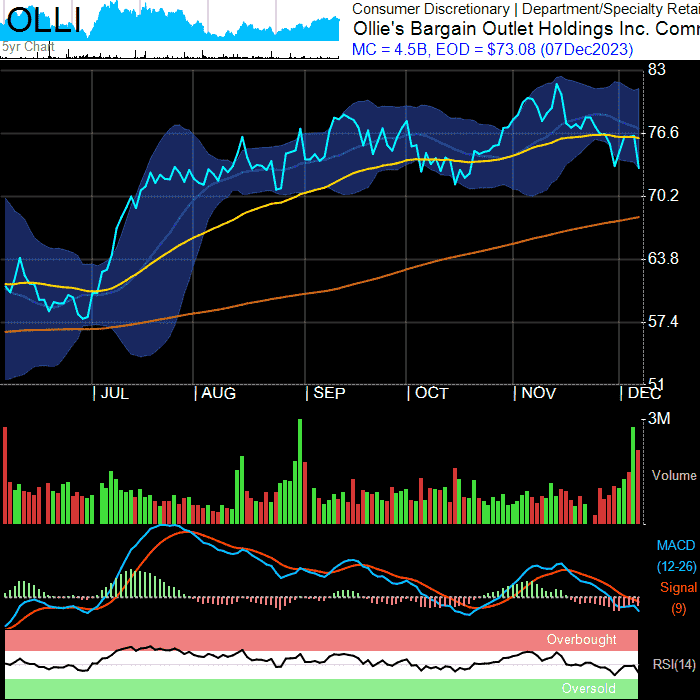 OLLI
Consumer Discretionary | Department/Specialty Retai
Ollie's Bargain Outlet Holdings Inc. Comm
5yr Chart
MC = 4.5B, EOD = $73.08 (07Dec2023)
83
76.6
70.2
63.8
57.4
51
JUL AUG SEP OCT NOV DEC
3M
Volume
MACD
(12-26)
Signal
(9)
Overbought
RSI(14)
Oversold